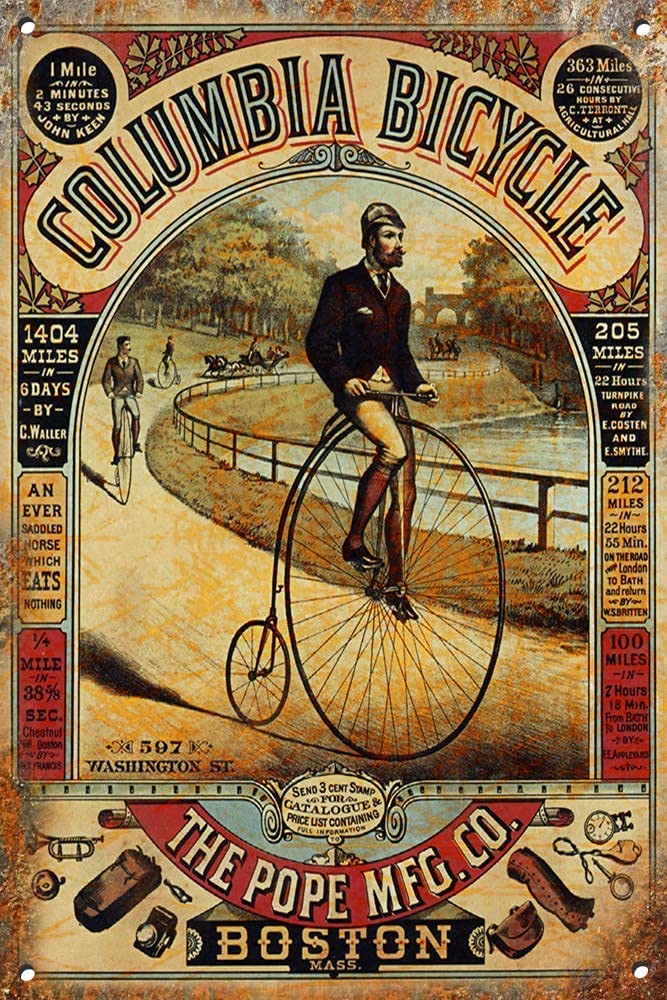 1 Mile
IN
2 MINUTES
43 SECONDS
BY
JOHN KEEN
363 Miles
IN
26 CONSECUTIVE
HOURS BY
C. TERRONT
AT
AGRICULTURAL HALL
COLUMBIA BICYCLE
1404
MILES
IN
6 DAYS
-BY-
C. WALLER
AN
EVER
SADDLED
HORSE
WHICH
EATS
NOTHING
1/4
MILE
-IN-
SEC.
Chestnut
Hill Boston
BY
205
MILES
IN
22 Hours
TURNPIKE
ROAD
BY
E. COSTEN
AND
E. SMYTHE.
212
MILES
-IN-
22 Hours
55 Min.
ON THE ROAD
from London
TO BATH
and return
BY
W.S. BRITTEN
100
MILES
-IN-
7 Hours
18 Min.
From BATH
To LONDON
-BY-
F.E. APPLEYARD
597
WASHINGTON ST.
SEND 3 CENT STAMP
FOR
CATALOGUE &
PRICE LIST CONTAINING
FULL INFORMATION
TO
THE POPE MFG. CO.
BOSTON
MASS.